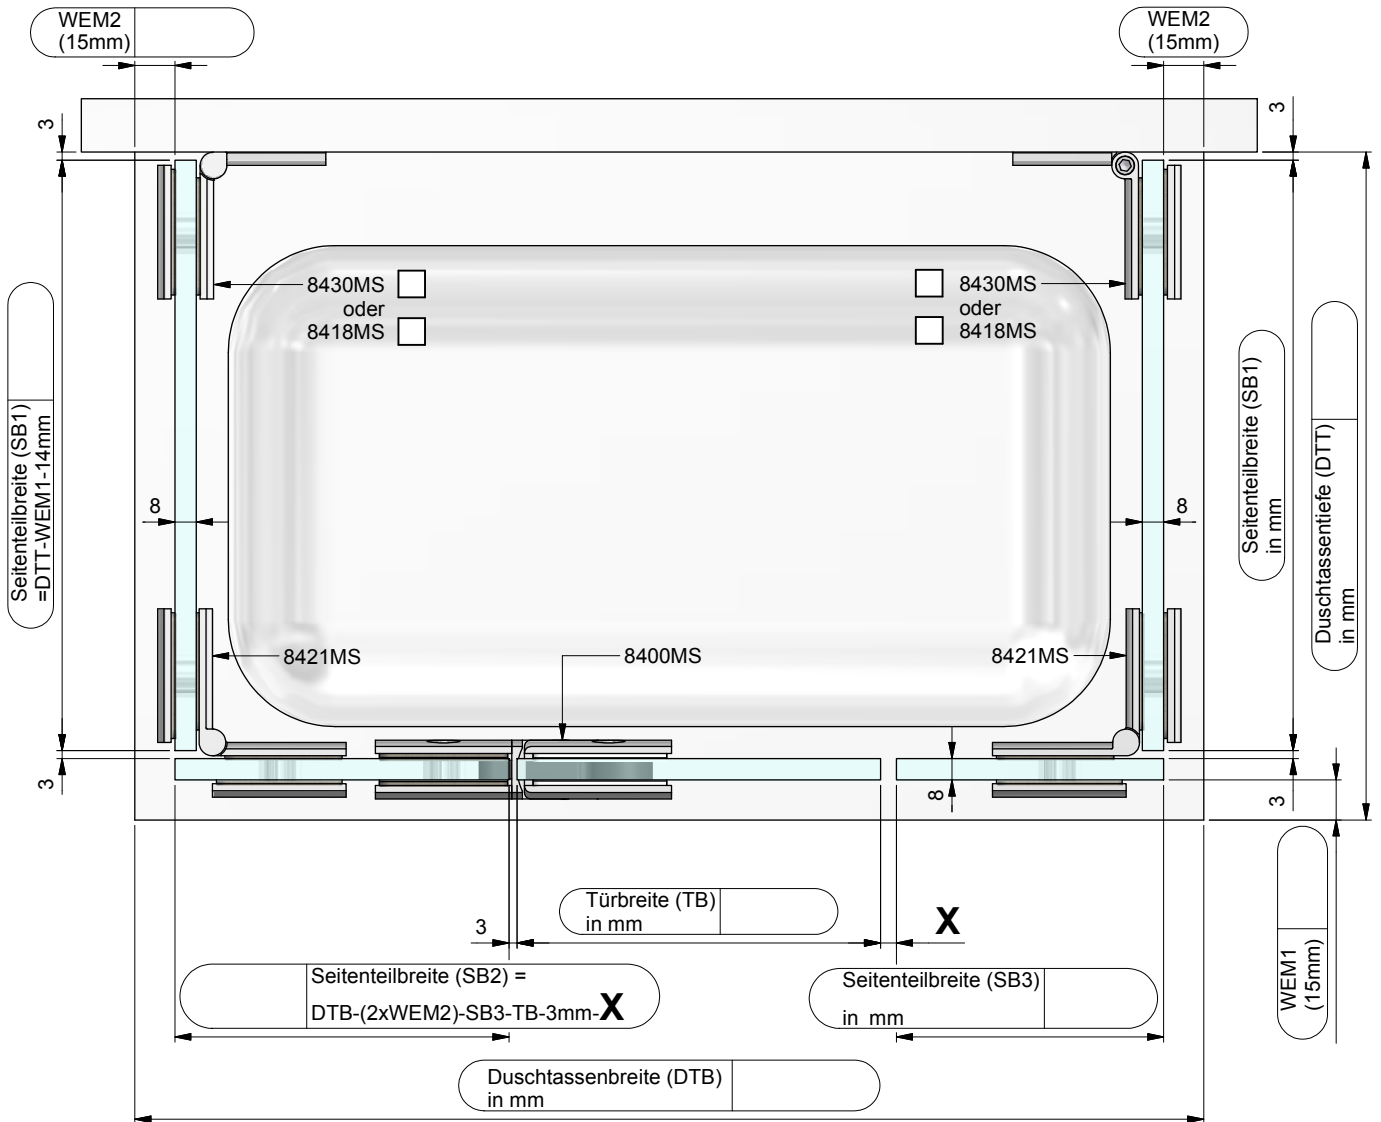 WEM2
(15mm)
WEM2
(15mm)
3
3
8430MS
oder
8418MS
8430MS
oder
8418MS
Seitenteilbreite (SB1)
=DTT-WEM1-14mm
Seitenteilbreite (SB1)
in mm
Duschtassentiefe (DTT)
in mm
8
8
8421MS
8400MS
8421MS
3
8
3
Türbreite (TB)
in mm
3
X
WEM1
(15mm)
Seitenteilbreite (SB2) =
DTB-(2xWEM2)-SB3-TB-3mm-X
Seitenteilbreite (SB3)
in mm
Duschtassenbreite (DTB)
in mm